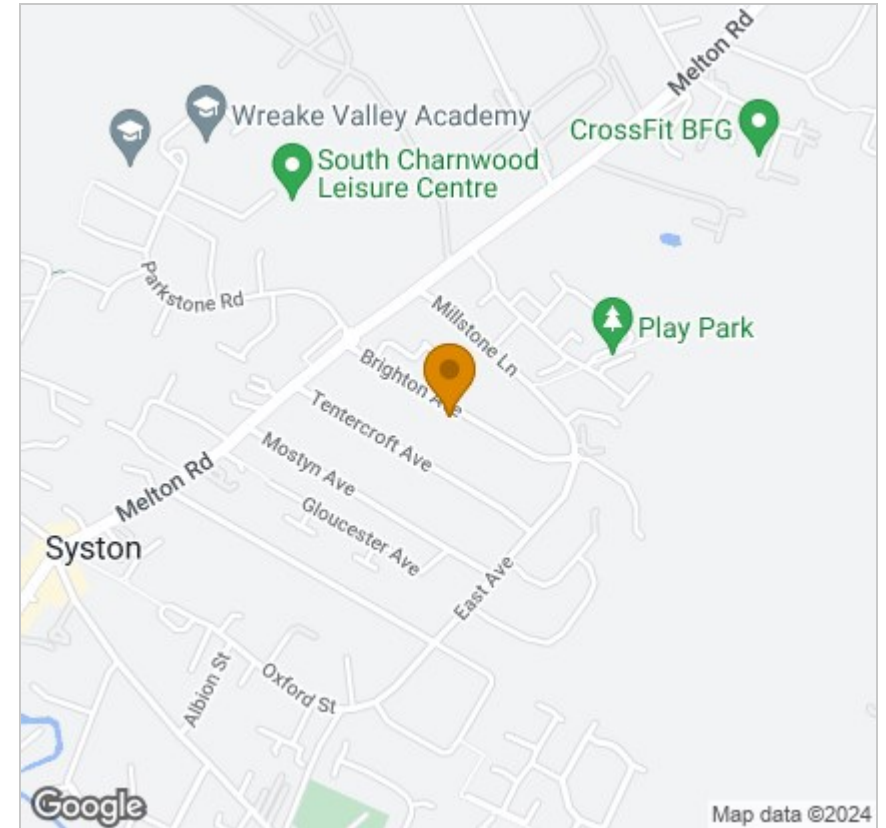 Melton Rd
Wreake Valley Academy
CrossFit BFG
South Charnwood
Leisure Centre
Parkstone Rd
Millstone Ln
Play Park
Brighton Ave
Tentercroft Ave
Mostyn Ave
Melton Rd
Gloucester Ave
Syston
East Ave
Albion St
Oxford St
Google
Map data ©2024